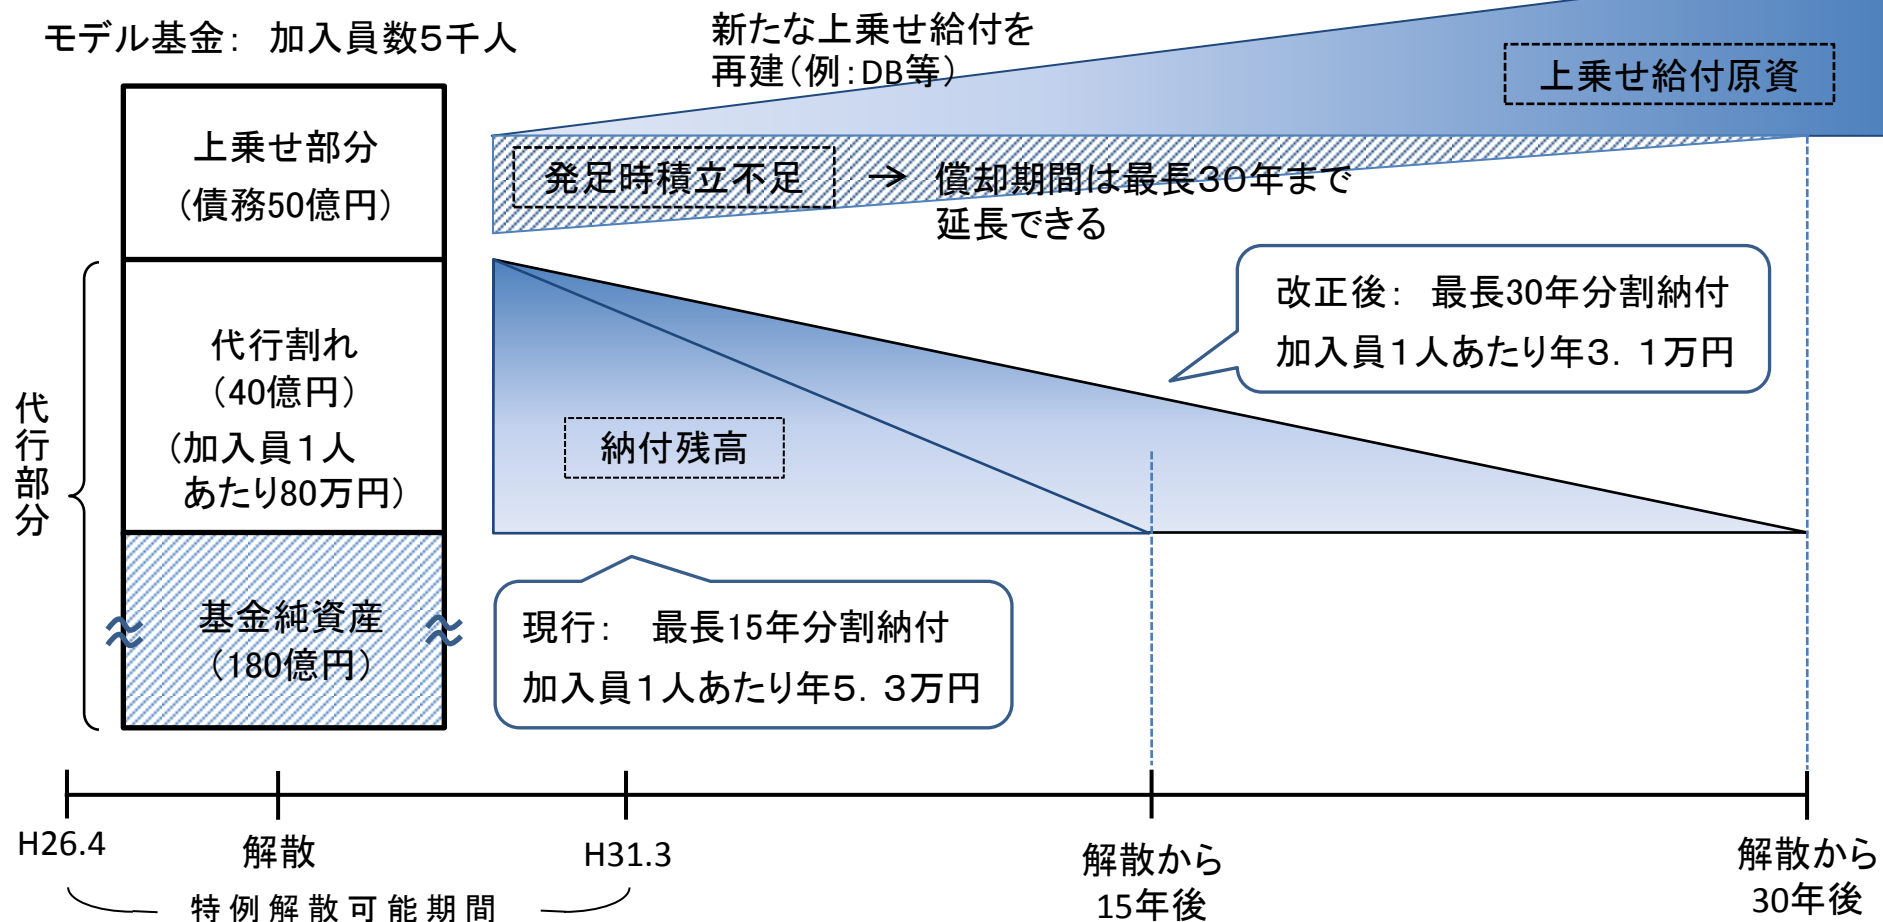 モデル基金： 加入員数５千人
新たな上乗せ給付を
再建（例：DB等）
上乗せ給付原資
上乗せ部分
（債務50億円）
発足時積立不足
→ 償却期間は最長３０年まで
延長できる
代行部分
代行割れ
（40億円）
（加入員１人
あたり80万円）
納付残高
改正後： 最長30年分割納付
加入員１人あたり年３．１万円
基金純資産
（180億円）
現行： 最長15年分割納付
加入員１人あたり年５．３万円
H26.4
解散
H31.3
解散から
15年後
解散から
30年後
特例解散可能期間